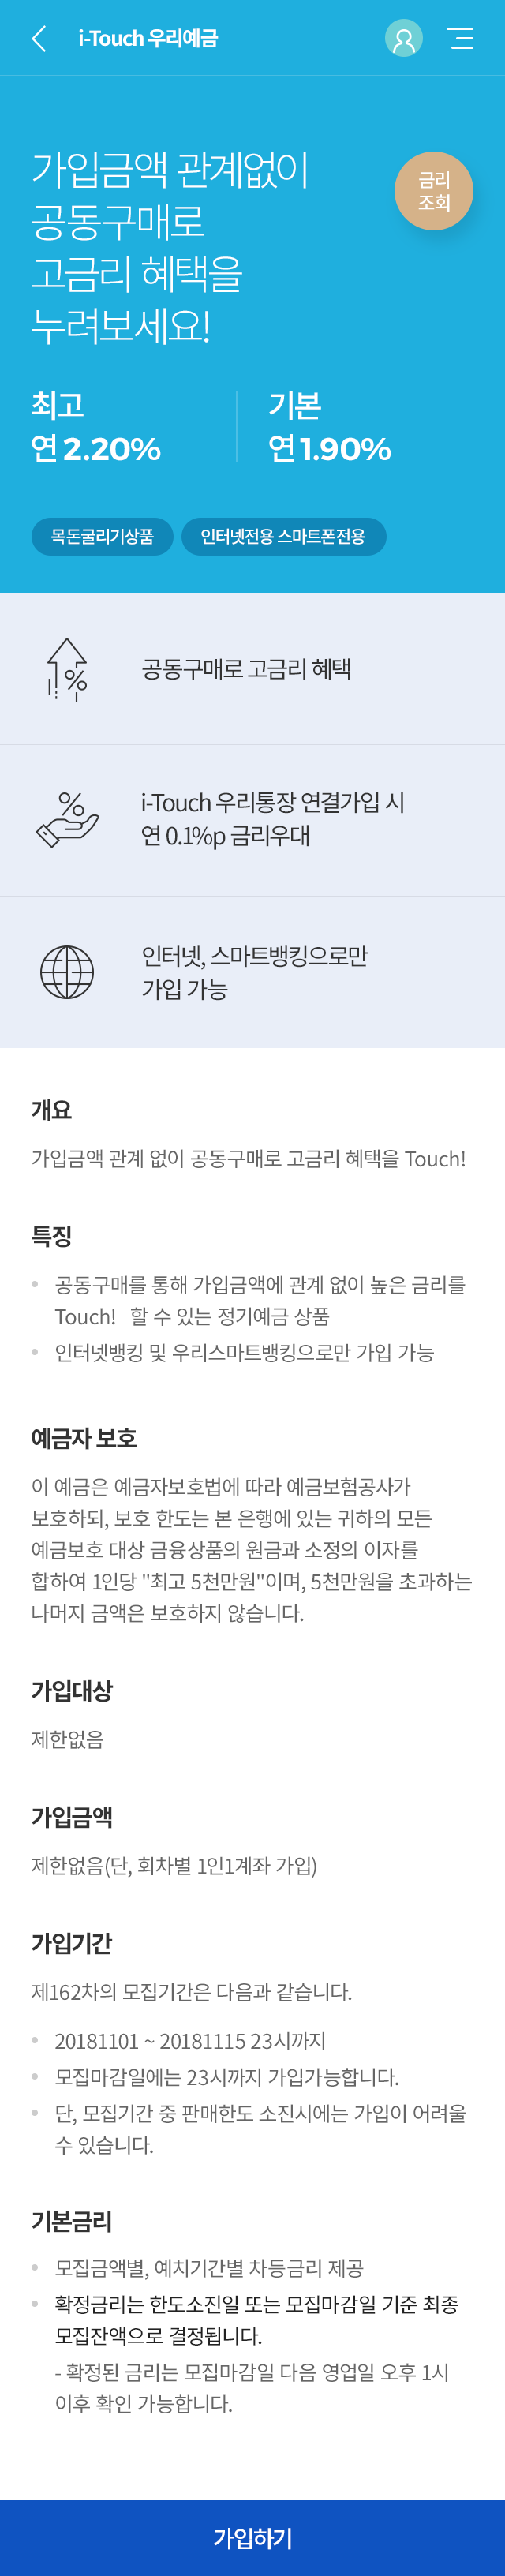 i-Touch 우리예금
가입금액 관계없이
공동구매로
고금리 혜택을
누려보세요!
금리
조회
최고
연 2.20%
기본
연 1.90%
목돈굴리기상품
인터넷전용 스마트폰전용
공동구매로 고금리 혜택
i-Touch 우리통장 연결가입 시
연 0.1%p 금리우대
인터넷, 스마트뱅킹으로만
가입 가능
개요
가입금액 관계 없이 공동구매로 고금리 혜택을 Touch!
특징
공동구매를 통해 가입금액에 관계 없이 높은 금리를
Touch! 할 수 있는 정기예금 상품
인터넷뱅킹 및 우리스마트뱅킹으로만 가입 가능
예금자 보호
이 예금은 예금자보호법에 따라 예금보험공사가
보호하되, 보호 한도는 본 은행에 있는 귀하의 모든
예금보호 대상 금융상품의 원금과 소정의 이자를
합하여 1인당 "최고 5천만원"이며, 5천만원을 초과하는
나머지 금액은 보호하지 않습니다.
가입대상
제한없음
가입금액
제한없음(단, 회차별 1인1계좌 가입)
가입기간
제162차의 모집기간은 다음과 같습니다.
20181101 ~ 20181115 23시까지
모집마감일에는 23시까지 가입가능합니다.
단, 모집기간 중 판매한도 소진시에는 가입이 어려울
수 있습니다.
기본금리
모집금액별, 예치기간별 차등금리 제공
확정금리는 한도소진일 또는 모집마감일 기준 최종
모집잔액으로 결정됩니다.
- 확정된 금리는 모집마감일 다음 영업일 오후 1시
이후 확인 가능합니다.
가입하기